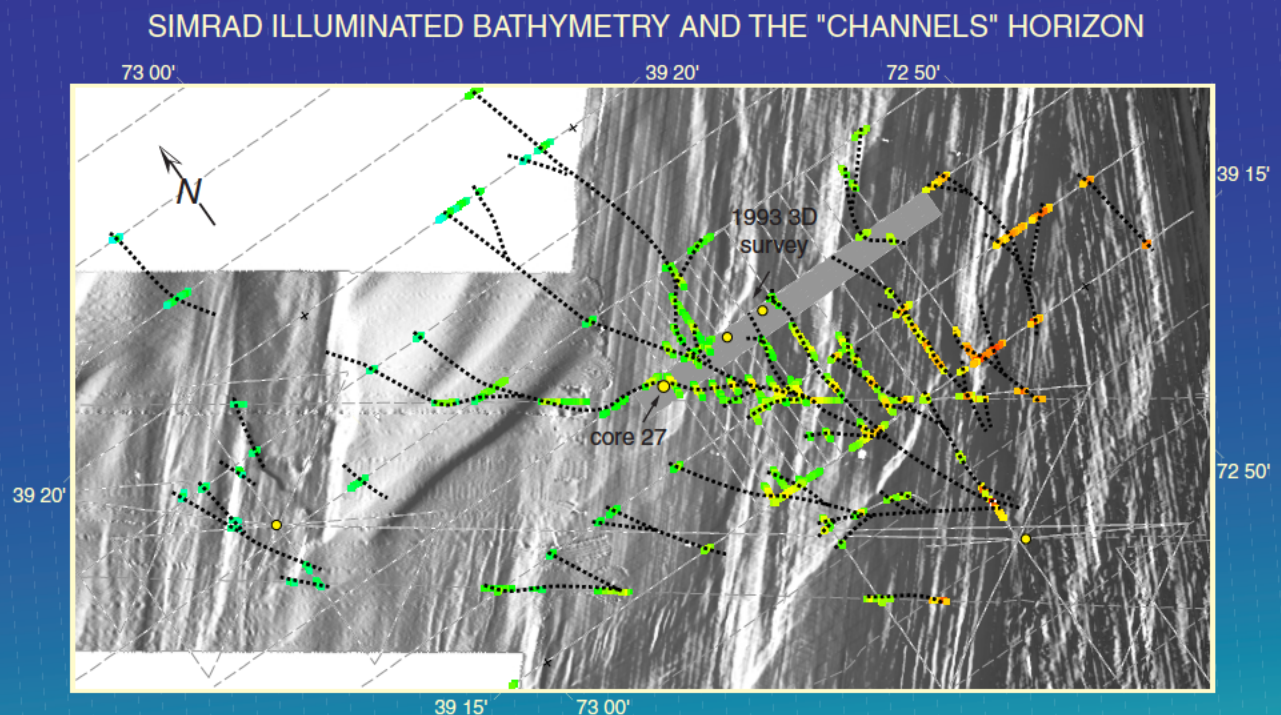 SIMRAD ILLUMINATED BATHYMETRY AND THE "CHANNELS" HORIZON
73 00'
39 20'
72 50'
39 15'
N
1993 3D
survey
core 27
72 50'
39 20'
39 15'
73 00'